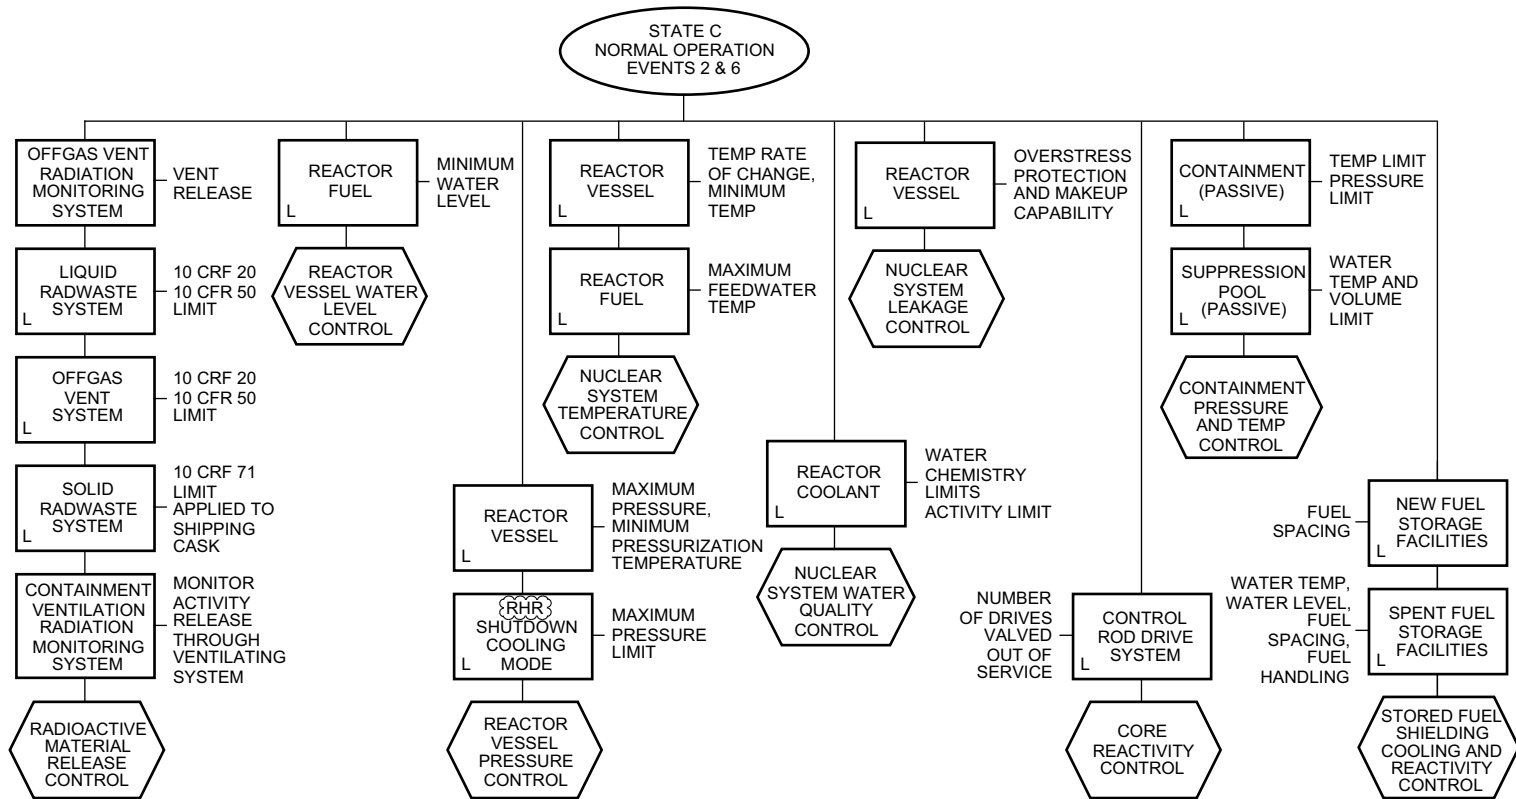 STATE C
NORMAL OPERATION
EVENTS 2 & 6
OFFGAS VENT
RADIATION
MONITORING
SYSTEM
VENT
RELEASE
LIQUID
RADWASTE
SYSTEM
L
10 CRF 20
10 CFR 50
LIMIT
OFFGAS
VENT
SYSTEM
L
10 CRF 20
10 CFR 50
LIMIT
SOLID
RADWASTE
SYSTEM
L
10 CRF 71
LIMIT
APPLIED TO
SHIPPING
CASK
CONTAINMENT
VENTILATION
RADIATION
MONITORING
SYSTEM
MONITOR
ACTIVITY
RELEASE
THROUGH
VENTILATING
SYSTEM
RADIOACTIVE
MATERIAL
RELEASE
CONTROL
REACTOR
FUEL
L
MINIMUM
WATER
LEVEL
REACTOR
VESSEL WATER
LEVEL
CONTROL
REACTOR
VESSEL
L
MAXIMUM
PRESSURE,
MINIMUM
PRESSURIZATION
TEMPERATURE
RHR
SHUTDOWN
COOLING
MODE
L
MAXIMUM
PRESSURE
LIMIT
REACTOR
VESSEL
PRESSURE
CONTROL
REACTOR
VESSEL
L
TEMP RATE
OF CHANGE,
MINIMUM
TEMP
REACTOR
FUEL
L
MAXIMUM
FEEDWATER
TEMP
NUCLEAR
SYSTEM
TEMPERATURE
CONTROL
REACTOR
COOLANT
L
WATER
CHEMISTRY
LIMITS
ACTIVITY LIMIT
NUCLEAR
SYSTEM WATER
QUALITY
CONTROL
REACTOR
VESSEL
L
OVERSTRESS
PROTECTION
AND MAKEUP
CAPABILITY
NUCLEAR
SYSTEM
LEAKAGE
CONTROL
NUMBER
OF DRIVES
VALVED
OUT OF
SERVICE
CONTROL
ROD DRIVE
SYSTEM
L
CORE
REACTIVITY
CONTROL
CONTAINMENT
(PASSIVE)
L
TEMP LIMIT
PRESSURE
LIMIT
SUPPRESSION
POOL
(PASSIVE)
L
WATER
TEMP AND
VOLUME
LIMIT
CONTAINMENT
PRESSURE
AND TEMP
CONTROL
FUEL
SPACING
NEW FUEL
STORAGE
FACILITIES
L
WATER TEMP,
WATER LEVEL,
FUEL
SPACING,
FUEL
HANDLING
SPENT FUEL
STORAGE
FACILITIES
L
STORED FUEL
SHIELDING
COOLING AND
REACTIVITY
CONTROL